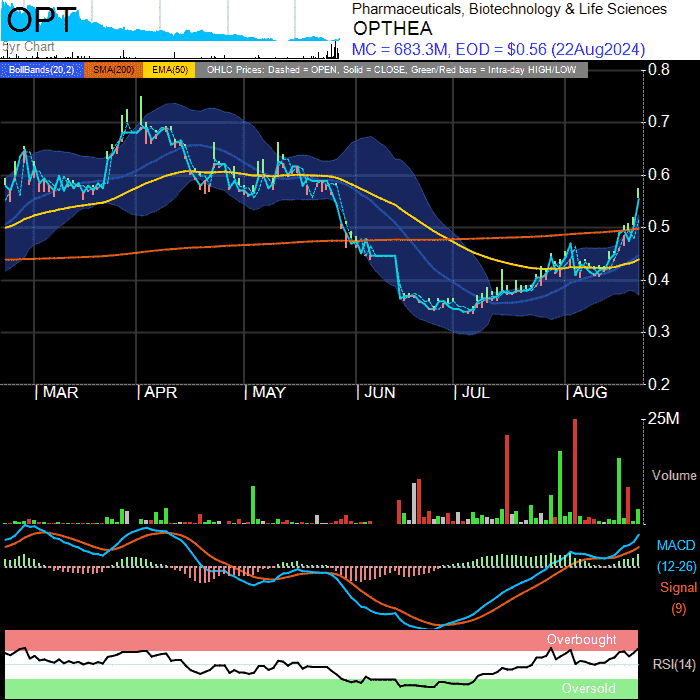 OPT
5yr Chart
Pharmaceuticals, Biotechnology & Life Sciences
OPTHEA
MC = 683.3M, EOD = $0.56 (22Aug2024)
BollBands(20,2) SMA(200) EMA(50) OHLC Prices: Dashed = OPEN, Solid = CLOSE, Green/Red bars = Intra-day HIGH/LOW
0.8
0.7
0.6
0.5
0.4
0.3
0.2
| MAR | APR | MAY | JUN | JUL | AUG
25M
Volume
MACD
(12-26)
Signal
(9)
Overbought
RSI(14)
Oversold